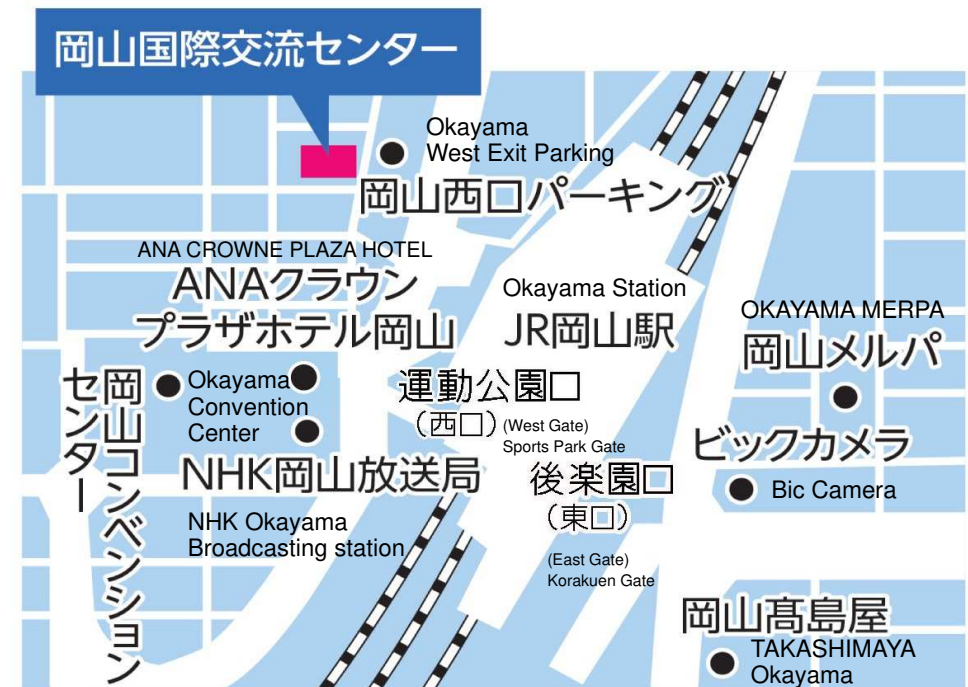 岡山国際交流センター
Okayama
West Exit Parking
岡山西口パーキング
ANA CROWNE PLAZA HOTEL
ANAクラウン
プラザホテル岡山
Okayama Station
JR岡山駅
OKAYAMA MERPA
岡山メルパ
岡山コンベンション
センター
Okayama
Convention
Center
運動公園口
(西口)
(West Gate)
Sports Park Gate
ビックカメラ
Bic Camera
NHK岡山放送局
NHK Okayama
Broadcasting station
後楽園口
(東口)
(East Gate)
Korakuen Gate
岡山髙島屋
TAKASHIMAYA
Okayama